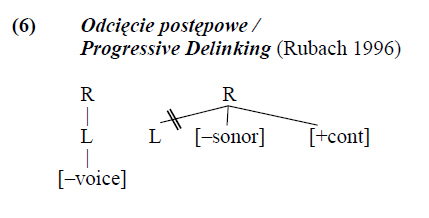 (6) Odcięcie postępowe /
Progressive Delinking (Rubach 1996)
R R
L L [–sonor] [+cont]
[–voice]